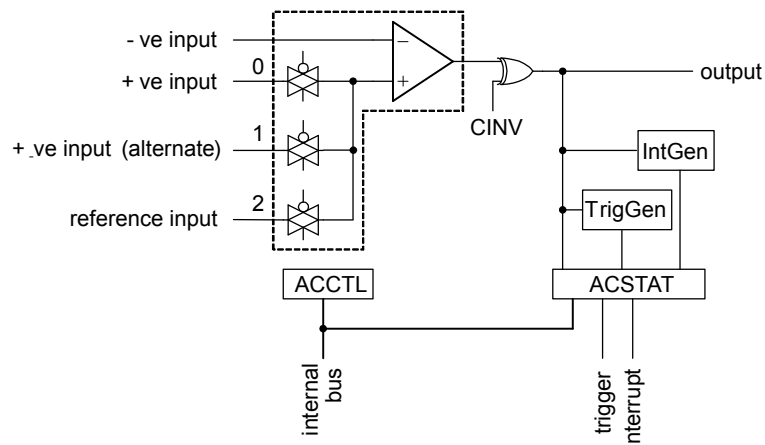 - ve input
−
0
+ ve input
+
output
CINV
1
+ ve input (alternate)
IntGen
2
reference input
TrigGen
ACCTL
ACSTAT
internal
bus
trigger
nterrupt